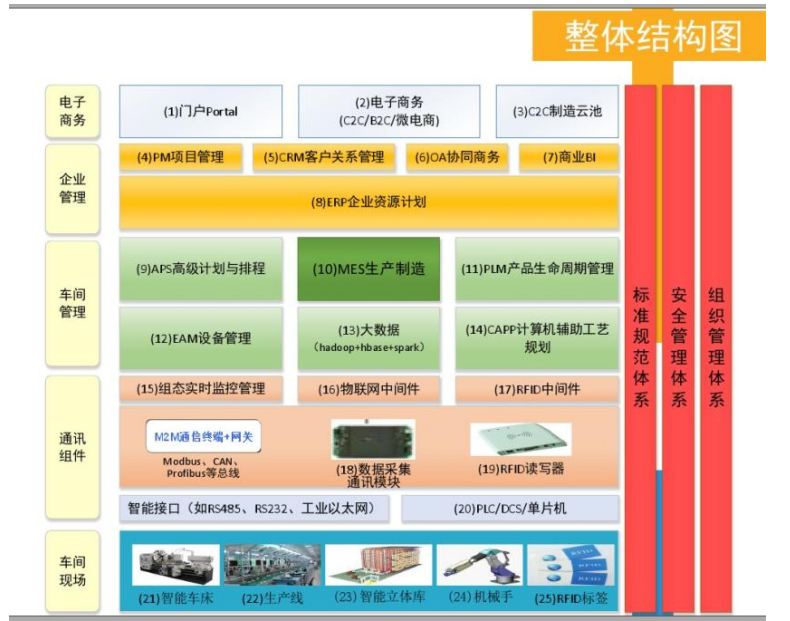 整体结构图
电子
商务
(1)门户Portal
(2)电子商务
(C2C/B2C/微电商)
(3)C2C制造云池
企业
管理
(4)PM项目管理
(5)CRM客户关系管理
(6)OA协同商务
(7)商业BI
(8)ERP企业资源计划
车间
管理
(9)APS高级计划与排程
(10)MES生产制造
(11)PLM产品生命周期管理
(12)EAM设备管理
(13)大数据
(hadoop+hbase+spark)
(14)CAPP计算机辅助工艺
规划
通讯
组件
(15)组态实时监控管理
(16)物联网中间件
(17)RFID中间件
M2M通信终端+网关
Modbus、CAN、
Profibus等总线
(18)数据采集
通讯模块
(19)RFID读写器
智能接口（如RS485、RS232、工业以太网）
(20)PLC/DCS/单片机
车间
现场
(21)智能车床
(22)生产线
(23)智能立体库
(24)机械手
(25)RFID标签
标准规范体系
安全管理体系
组织管理体系